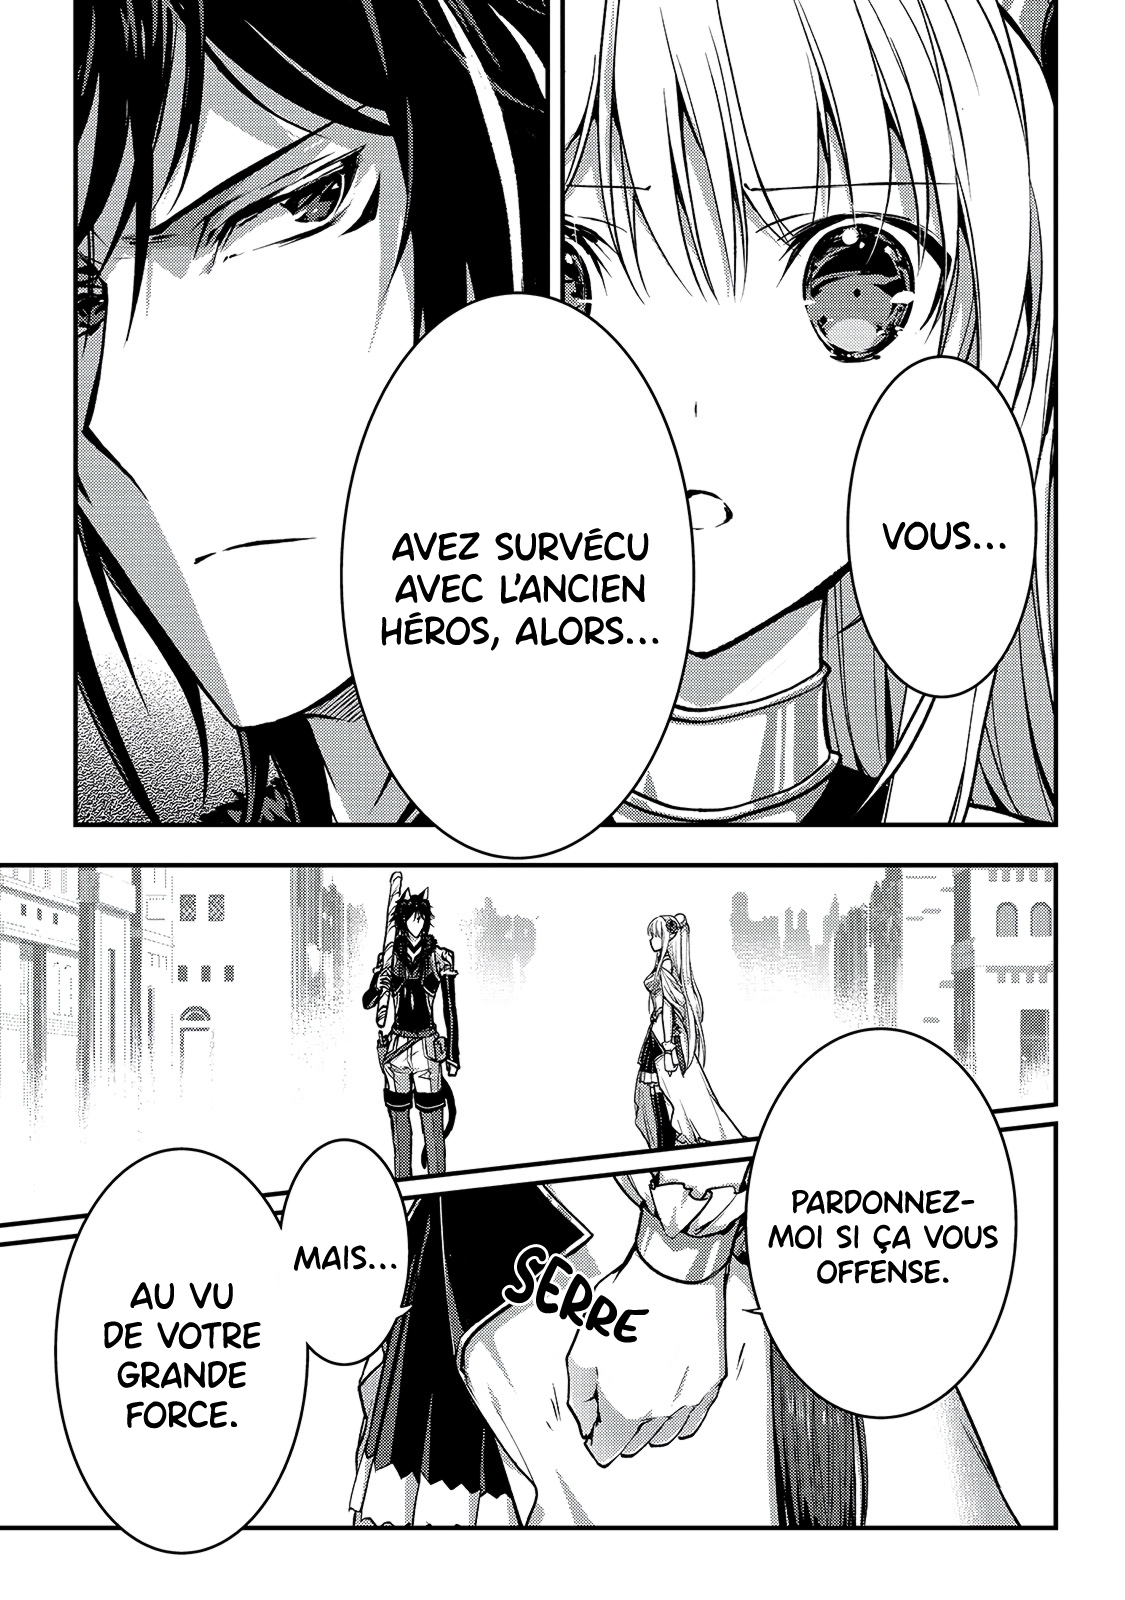 VOUS...
AVEZ SURVÉCU
AVEC L'ANCIEN
HÉROS, ALORS...
PARDONNEZ-
MOI SI ÇA VOUS
OFFENSE.
SERRE
MAIS...
AU VU
DE VOTRE
GRANDE
FORCE.